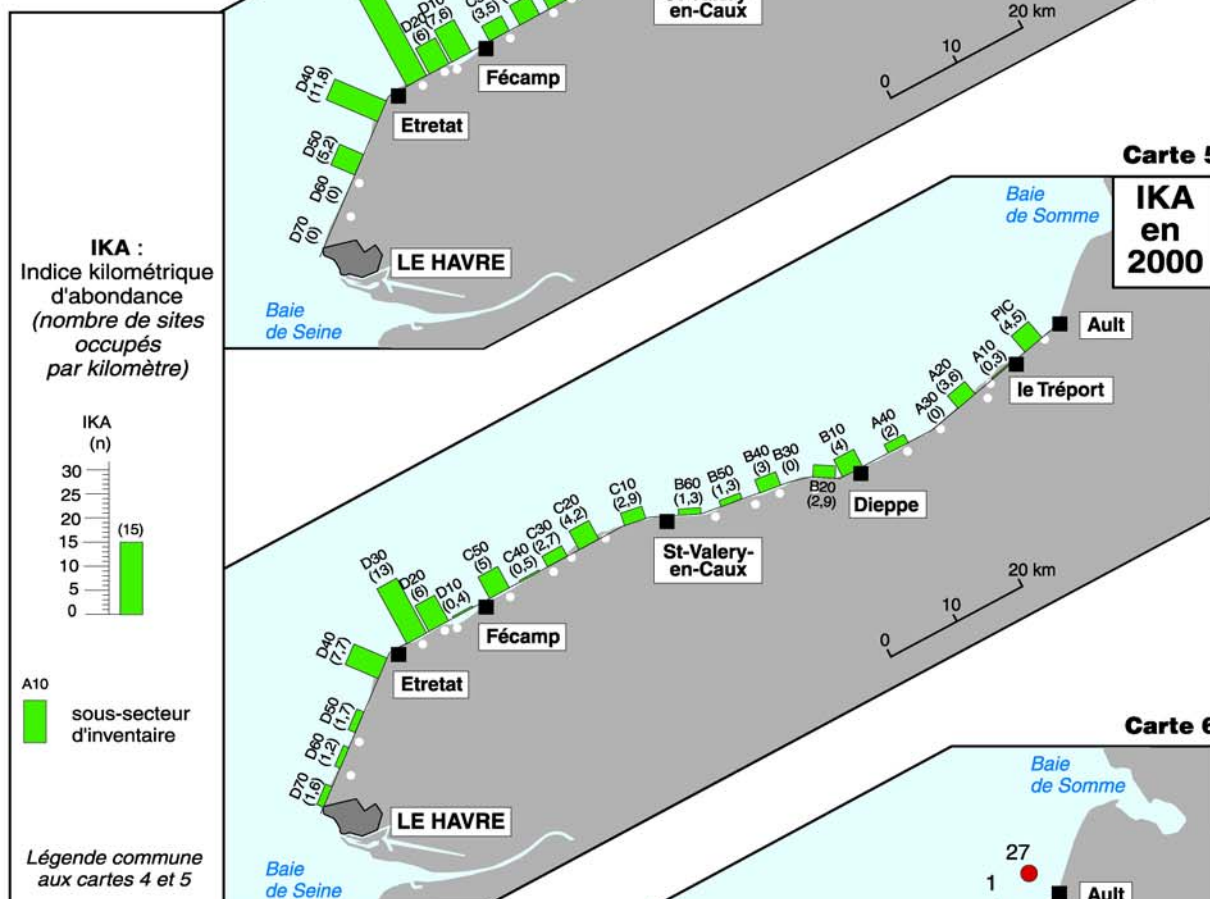 IKA :
Indice kilométrique
d'abondance
(nombre de sites
occupés
par kilomètre)
IKA
(n)
30
25
20
15
10
5
0
(15)
A10
sous-secteur
d'inventaire
Légende commune
aux cartes 4 et 5
D20
(6)
D10
(7,6)
(3,5)
en-Caux
Fécamp
D40
(11,8)
Etretat
D50
(5,2)
D60
(0)
D70
(0)
LE HAVRE
Baie
de Seine
0
10
20 km
Carte 5
IKA
en
2000
Baie
de Somme
PIC
(4,5)
Ault
A10
(0,3)
le Tréport
A20
(3,6)
A30
(0)
A40
(2)
Dieppe
B10
(4)
B20
(2,9)
B30
(0)
B40
(3)
B50
(1,3)
B60
(1,3)
St-Valery-
en-Caux
C10
(2,9)
C20
(4,2)
C30
(2,7)
C40
(0,5)
C50
(5)
Fécamp
D10
(0,4)
D20
(6)
D30
(13)
Etretat
D40
(7,7)
D50
(1,7)
D60
(1,2)
D70
(1,6)
LE HAVRE
Baie
de Seine
0
10
20 km
Carte 6
Baie
de Somme
27
1
Ault